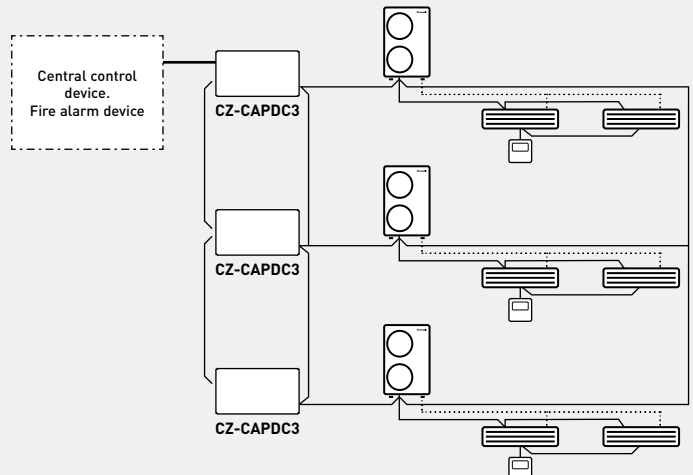 Central control
device.
Fire alarm device
CZ-CAPDC3
CZ-CAPDC3
CZ-CAPDC3